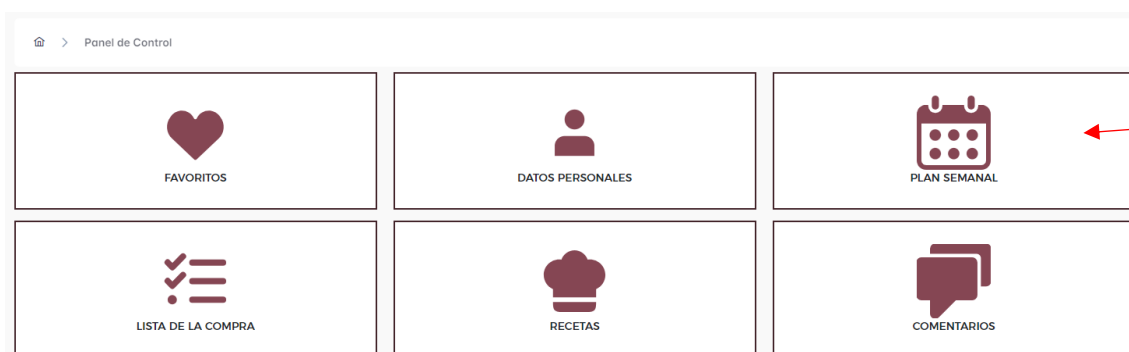 Panel de Control
FAVORITOS
DATOS PERSONALES
PLAN SEMANAL
LISTA DE LA COMPRA
RECETAS
COMENTARIOS